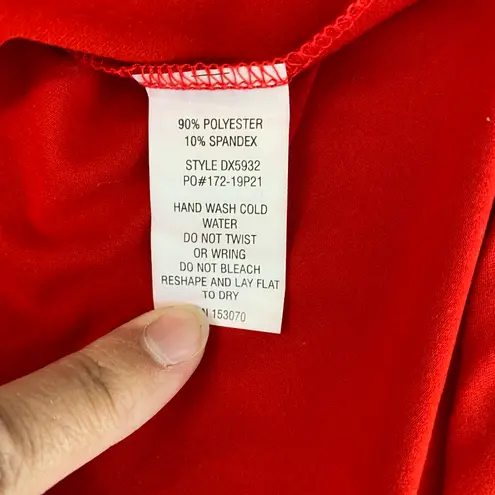 90% POLYESTER
10% SPANDEX
STYLE DX5932
PO#172-19P21
HAND WASH COLD
WATER
DO NOT TWIST
OR WRING
DO NOT BLEACH
RESHAPE AND LAY FLAT
TO DRY
153070